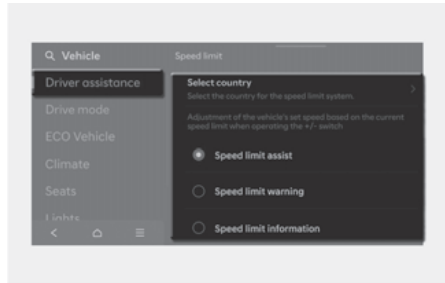 Vehicle
Speed limit
Driver assistance
Select country
Select the country for the speed limit system.
Drive mode
Adjustment of the vehicle's set speed based on the current
speed limit when operating the +/- switch
ECO Vehicle
Speed limit assist
Climate
Seats
Speed limit warning
Lights
Speed limit information